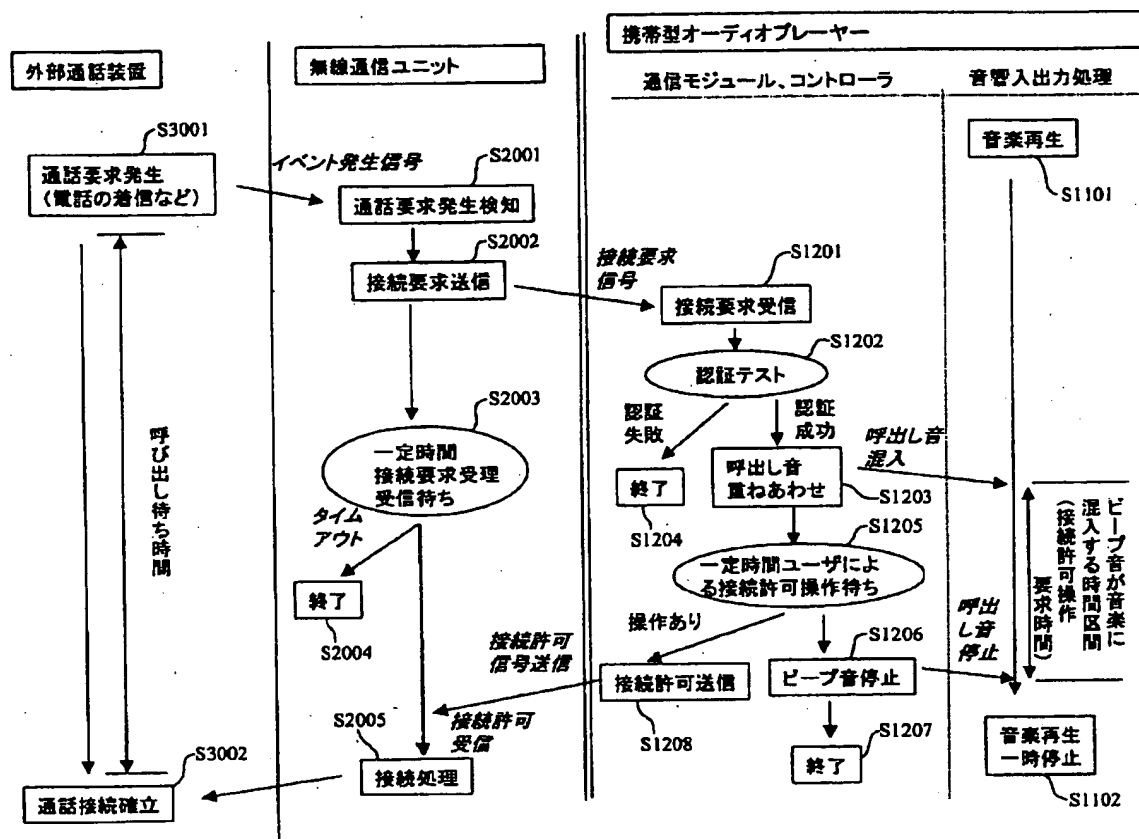 外部通話装置
無線通信ユニット
携帯型オーディオプレーヤー
通信モジュール、コントローラ
音響入出力処理
S3001
通話要求発生
(電話の着信など)
イベント発生信号
S2001
通話要求発生検知
S2002
接続要求送信
接続要求
信号
S1201
接続要求受信
音楽再生
S1101
S1202
認証テスト
認証
失敗
認証
成功
終了
S1204
呼出し音
重ねあわせ
S1203
呼出し音
混入
S2003
一定時間
接続要求受理
受信待ち
タイム
アウト
終了
S2004
呼び出し待ち時間
S1205
一定時間ユーザによ
る接続許可操作待ち
操作あり
接続許可
信号送信
接続許可送信
S1208
S1206
ビープ音停止
S1207
終了
呼出
し音
停止
ビープ音が音楽に
混入する時間区間
(接続許可操作
要求時間)
S2005
接続許可
受信
接続処理
S3002
通話接続確立
音楽再生
一時停止
S1102